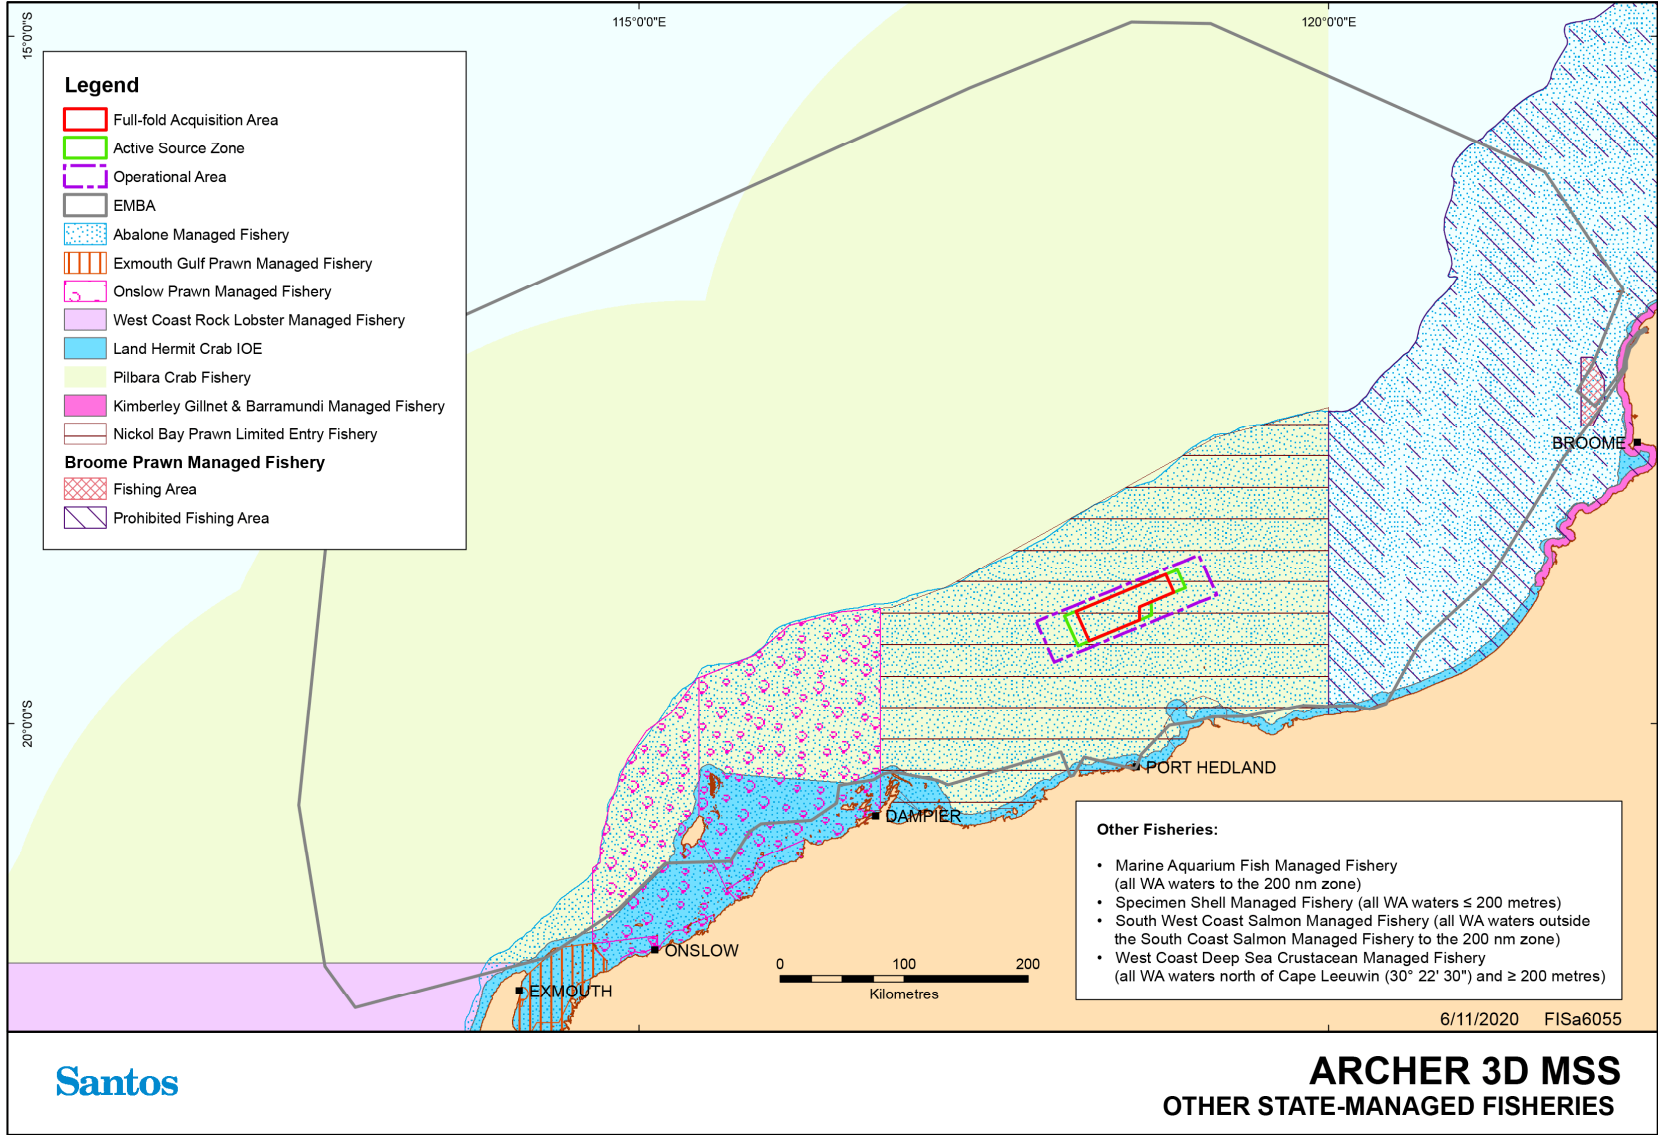 115°0'0"E
120°0'0"E
15°0'0"S
20°0'0"S
Legend
Full-fold Acquisition Area
Active Source Zone
Operational Area
EMBA
Abalone Managed Fishery
Exmouth Gulf Prawn Managed Fishery
Onslow Prawn Managed Fishery
West Coast Rock Lobster Managed Fishery
Land Hermit Crab IOE
Pilbara Crab Fishery
Kimberley Gillnet & Barramundi Managed Fishery
Nickol Bay Prawn Limited Entry Fishery
Broome Prawn Managed Fishery
Fishing Area
Prohibited Fishing Area
BROOME
PORT HEDLAND
DAMPIER
ONSLOW
EXMOUTH
0 100 200
Kilometres
Other Fisheries:
• Marine Aquarium Fish Managed Fishery
(all WA waters to the 200 nm zone)
• Specimen Shell Managed Fishery (all WA waters ≤ 200 metres)
• South West Coast Salmon Managed Fishery (all WA waters outside
the South Coast Salmon Managed Fishery to the 200 nm zone)
• West Coast Deep Sea Crustacean Managed Fishery
(all WA waters north of Cape Leeuwin (30° 22' 30") and ≥ 200 metres)
6/11/2020 FISa6055
Santos
ARCHER 3D MSS
OTHER STATE-MANAGED FISHERIES